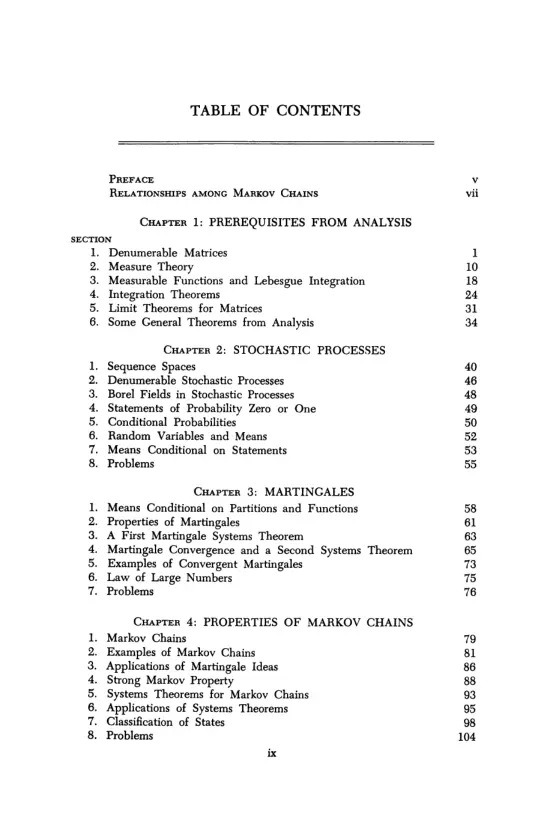 TABLE OF CONTENTS
PREFACE v
RELATIONSHIPS AMONG MARKOV CHAINS vii
CHAPTER 1: PREREQUISITES FROM ANALYSIS
SECTION
1. Denumerable Matrices 1
2. Measure Theory 10
3. Measurable Functions and Lebesgue Integration 18
4. Integration Theorems 24
5. Limit Theorems for Matrices 31
6. Some General Theorems from Analysis 34
CHAPTER 2: STOCHASTIC PROCESSES
1. Sequence Spaces 40
2. Denumerable Stochastic Processes 46
3. Borel Fields in Stochastic Processes 48
4. Statements of Probability Zero or One 49
5. Conditional Probabilities 50
6. Random Variables and Means 52
7. Means Conditional on Statements 53
8. Problems 55
CHAPTER 3: MARTINGALES
1. Means Conditional on Partitions and Functions 58
2. Properties of Martingales 61
3. A First Martingale Systems Theorem 63
4. Martingale Convergence and a Second Systems Theorem 65
5. Examples of Convergent Martingales 73
6. Law of Large Numbers 75
7. Problems 76
CHAPTER 4: PROPERTIES OF MARKOV CHAINS
1. Markov Chains 79
2. Examples of Markov Chains 81
3. Applications of Martingale Ideas 86
4. Strong Markov Property 88
5. Systems Theorems for Markov Chains 93
6. Applications of Systems Theorems 95
7. Classification of States 98
8. Problems 104
ix